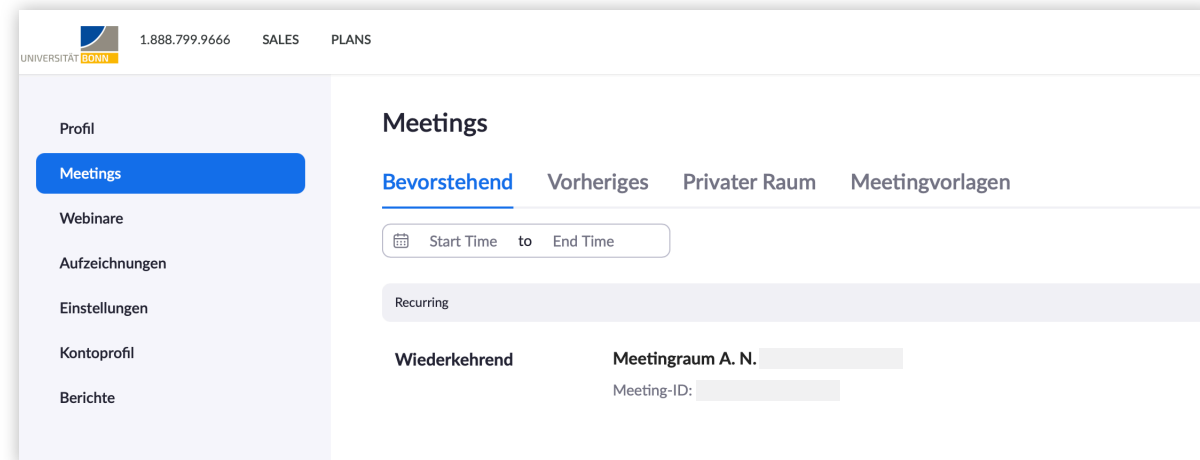 UNIVERSITÄT BONN
1.888.799.9666 SALES PLANS
Profil
Meetings
Webinare
Aufzeichnungen
Einstellungen
Kontoprofil
Berichte
Meetings
Bevorstehend Vorheriges Privater Raum Meetingvorlagen
Start Time to End Time
Recurring
Wiederkehrend
Meetingraum A. N.
Meeting-ID: